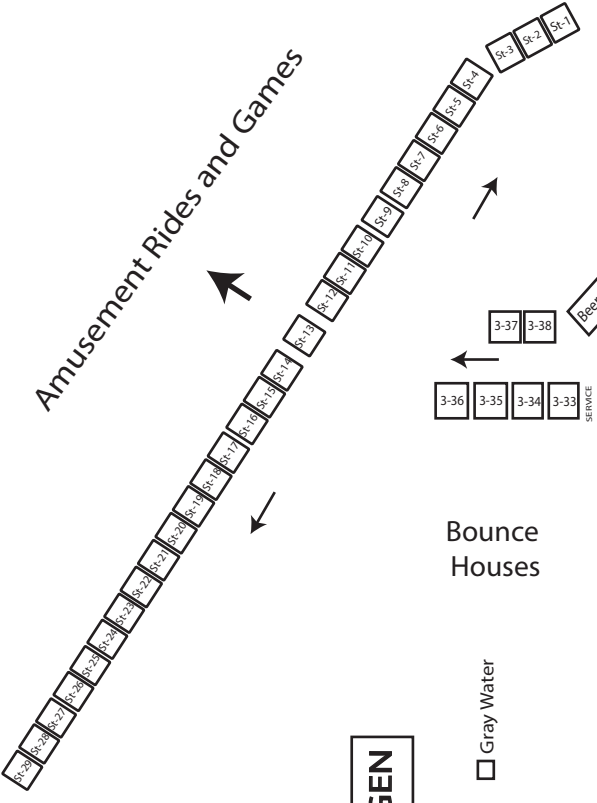 St-1
St-2
St-3
St-4
St-5
St-6
St-7
St-8
St-9
St-10
St-11
St-12
St-13
St-14
St-15
St-16
St-17
St-18
St-19
St-20
St-21
St-22
St-23
St-24
St-25
St-26
St-27
St-28
St-29
Amusement Rides and Games
3-37 3-38
Beer
3-36 3-35 3-34 3-33
SERVICE
Bounce
Houses
Gray Water
GEN